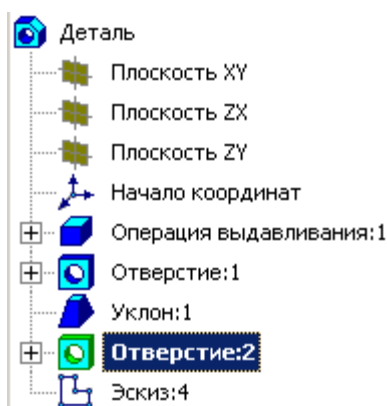 Деталь
Плоскость XY
Плоскость ZX
Плоскость ZY
Начало координат
Операция выдавливания:1
Отверстие:1
Уклон:1
Отверстие:2
Эскиз:4